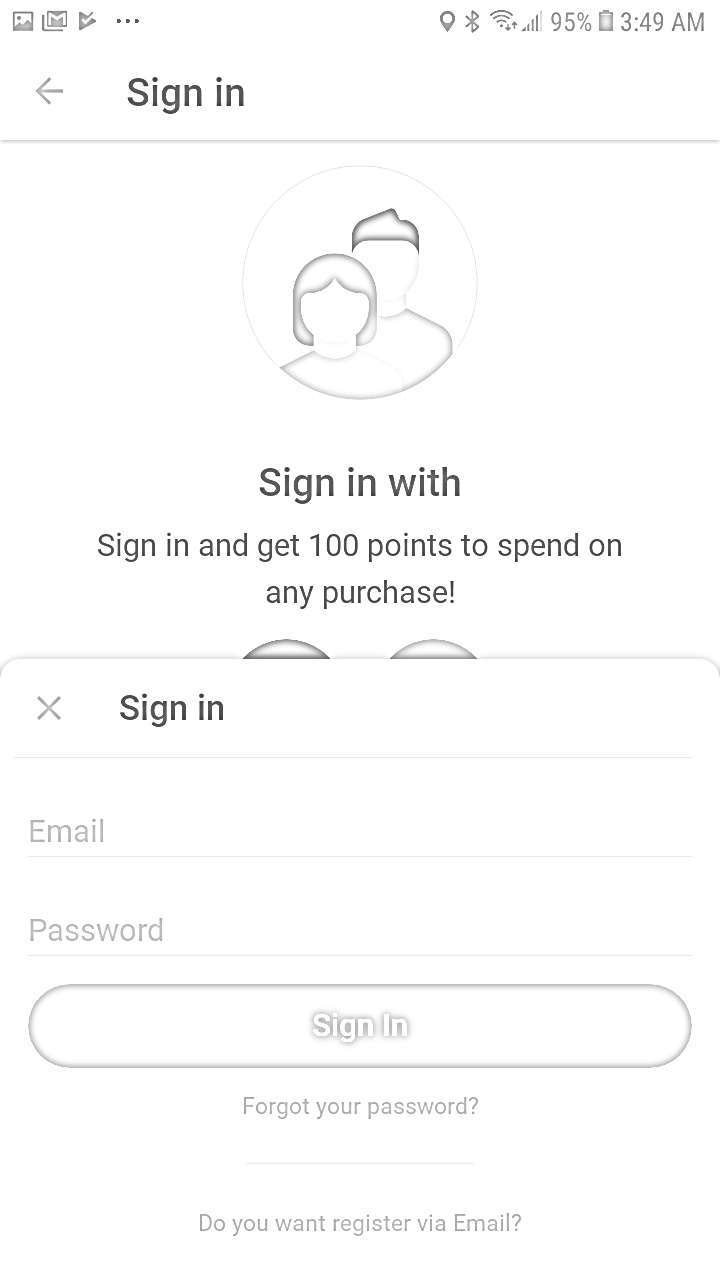 95% 3:49 AM
Sign in
Sign in with
Sign in and get 100 points to spend on
any purchase!
Sign in
Email
Password
Sign In
Forgot your password?
Do you want register via Email?